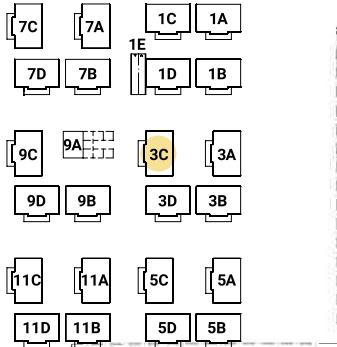 7C 7A 1C 1A
1E
7D 7B 1D 1B
9A
9C 3C 3A
9D 9B 3D 3B
11C 11A 5C 5A
11D 11B 5D 5B